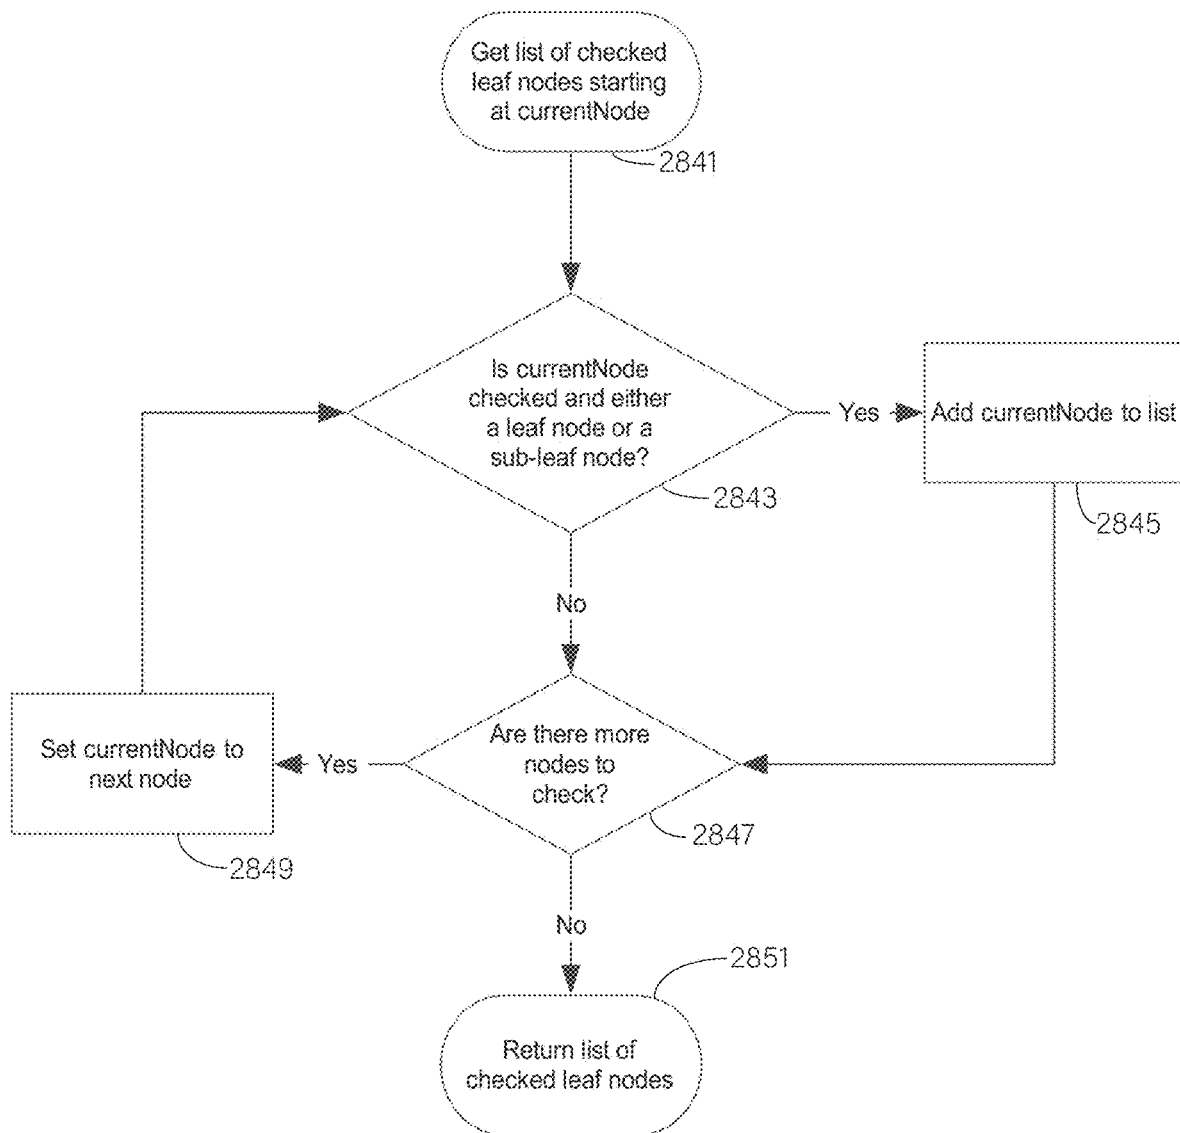 Get list of checked
leaf nodes starting
at currentNode
2841
Is currentNode
checked and either
a leaf node or a
sub-leaf node?
Yes
Add currentNode to list
2843
2845
No
Set currentNode to
next node
Yes
Are there more
nodes to
check?
2847
2849
No
2851
Return list of
checked leaf nodes